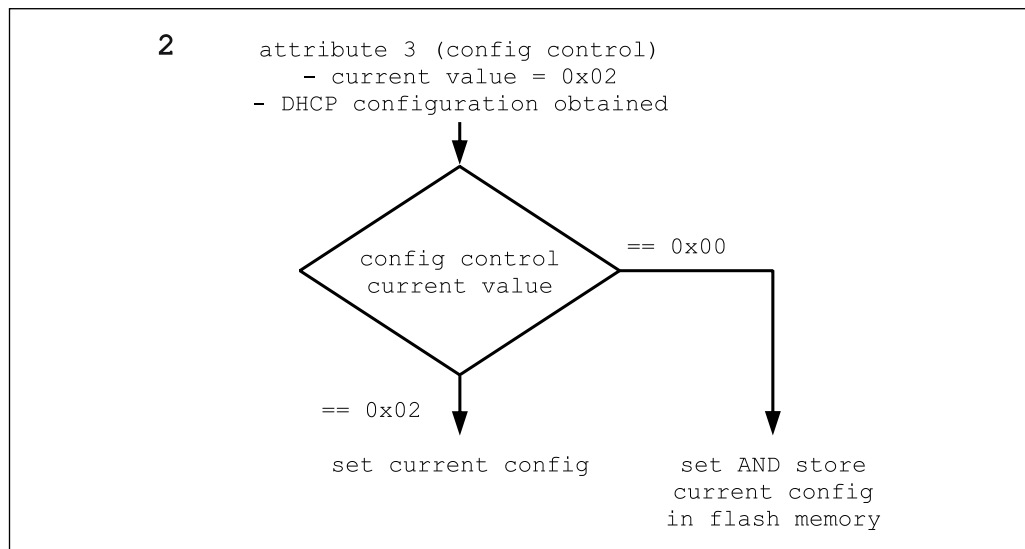 2
attribute 3 (config control)
- current value = 0x02
- DHCP configuration obtained
config control
current value
== 0x00
== 0x02
set current config
set AND store
current config
in flash memory